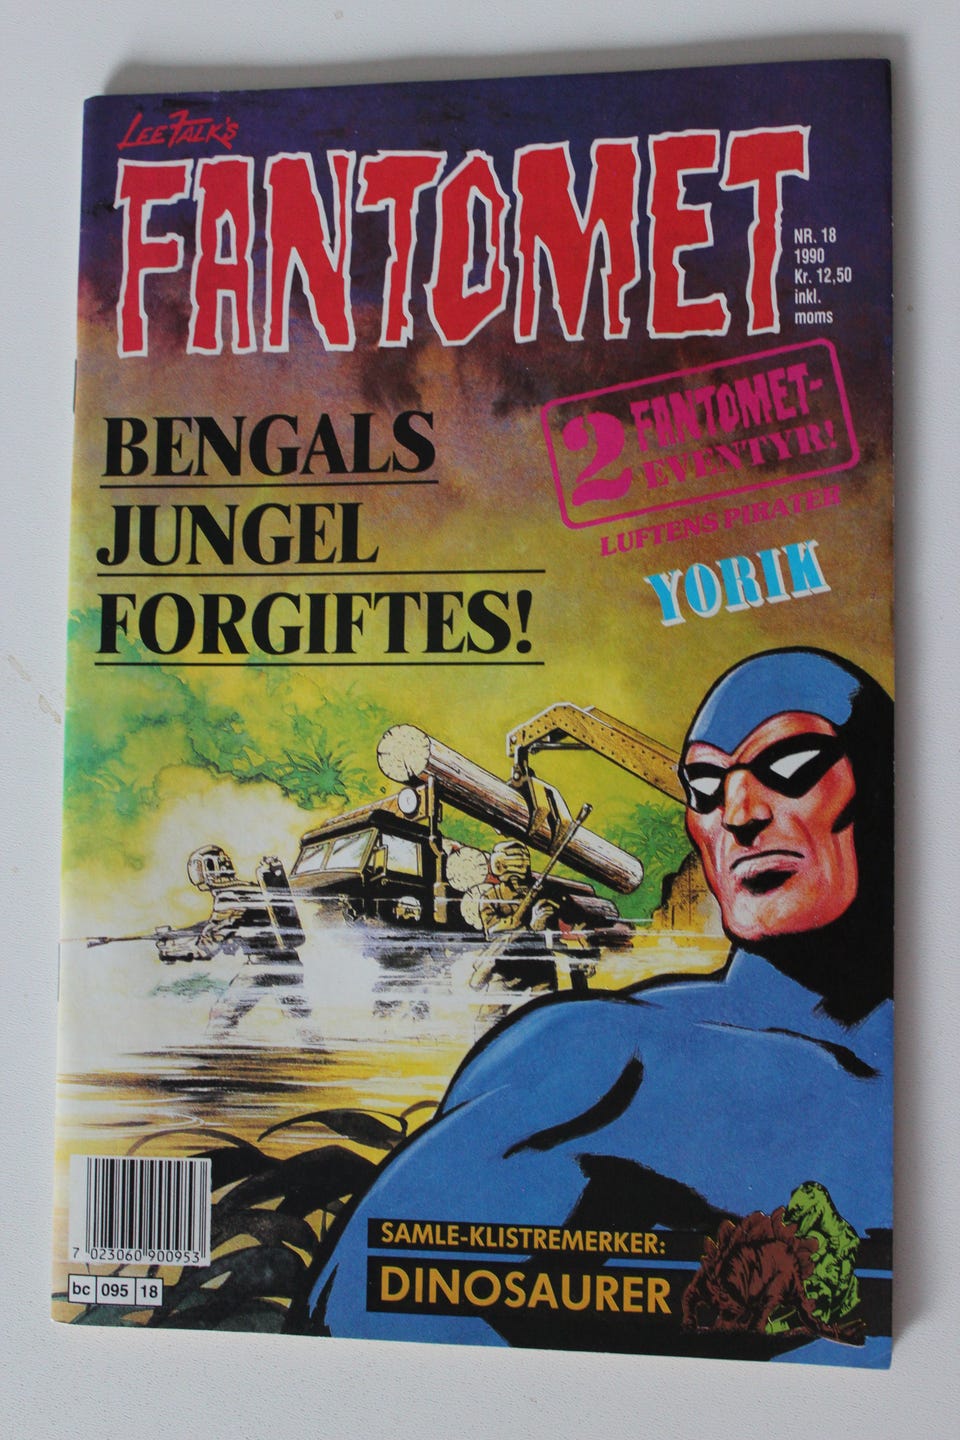 LEE FALK'S
FANTOMET
NR. 18
1990
Kr. 12,50
inkl.
moms
BENGALS
JUNGEL
FORGIFTES!
2 FANTOMET-
EVENTYR!
LUFTENS PIRATER
YORIK
7 023060 900953
bc 095 18
SAMLE-KLISTREMERKER:
DINOSAURER